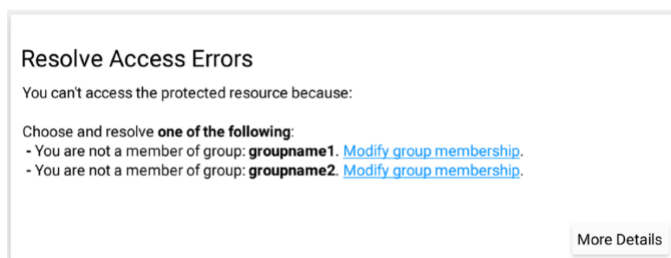 Resolve Access Errors
You can't access the protected resource because:
Choose and resolve one of the following:
- You are not a member of group: groupname1. Modify group membership.
- You are not a member of group: groupname2. Modify group membership.
More Details